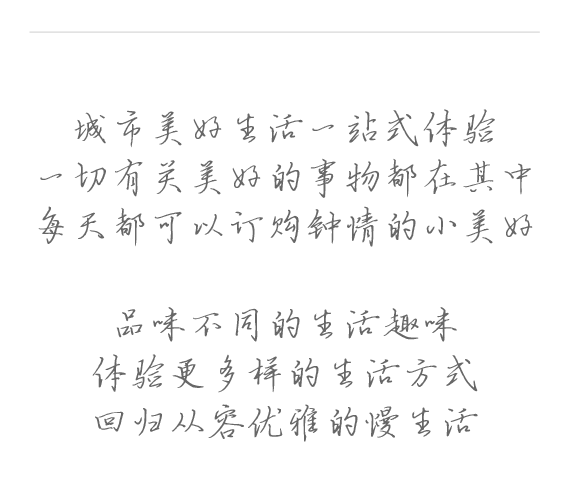 城市美好生活一站式体验
一切有关美好的事物都在其中
每天都可以订购钟情的小美好
品味不同的生活趣味
体验更多样的生活方式
回归从容优雅的慢生活